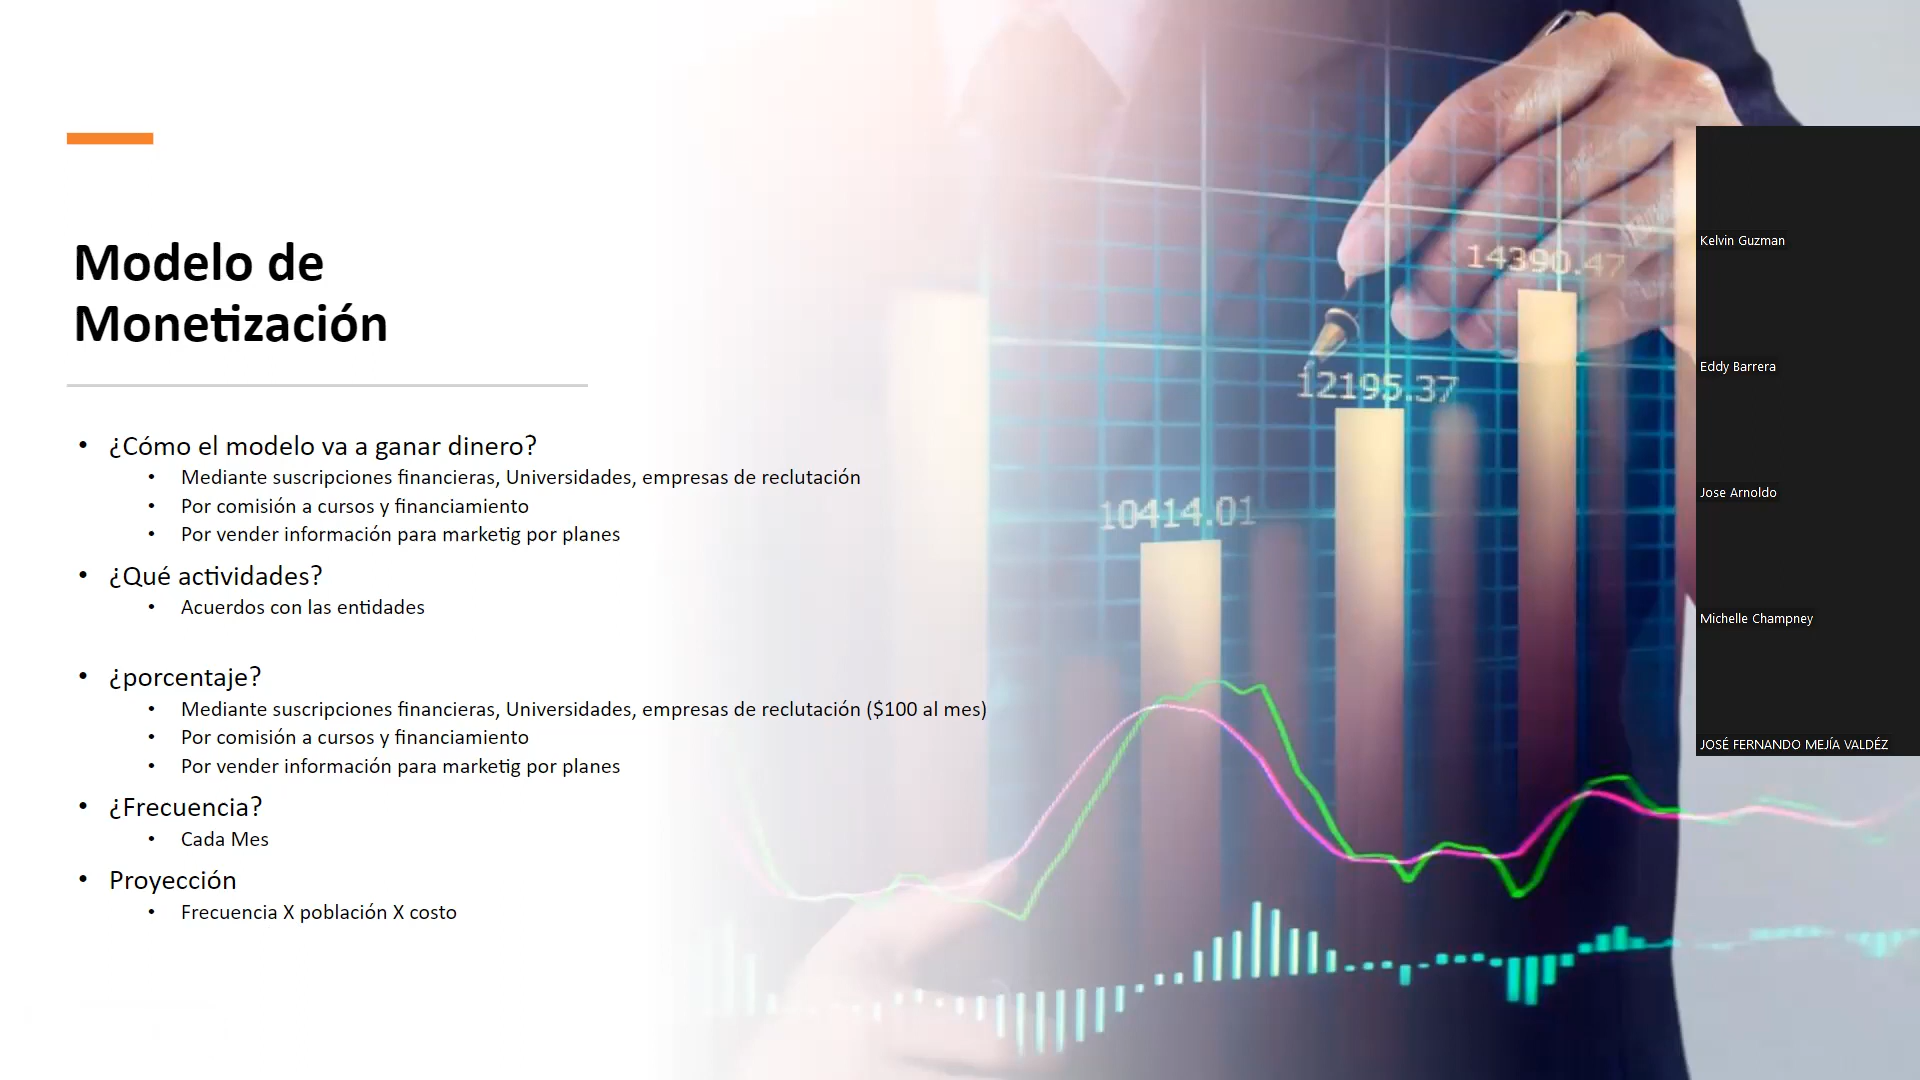 Modelo de
Monetización
• ¿Cómo el modelo va a ganar dinero?
• Mediante suscripciones financieras, Universidades, empresas de reclutación
• Por comisión a cursos y financiamiento
• Por vender información para marketig por planes
• ¿Qué actividades?
• Acuerdos con las entidades
• ¿porcentaje?
• Mediante suscripciones financieras, Universidades, empresas de reclutación ($100 al mes)
• Por comisión a cursos y financiamiento
• Por vender información para marketig por planes
• ¿Frecuencia?
• Cada Mes
• Proyección
• Frecuencia X población X costo
10414.01
12195.37
14390.47
Kelvin Guzman
Eddy Barrera
Jose Arnoldo
Michelle Champney
JOSÉ FERNANDO MEJÍA VALDÉZ